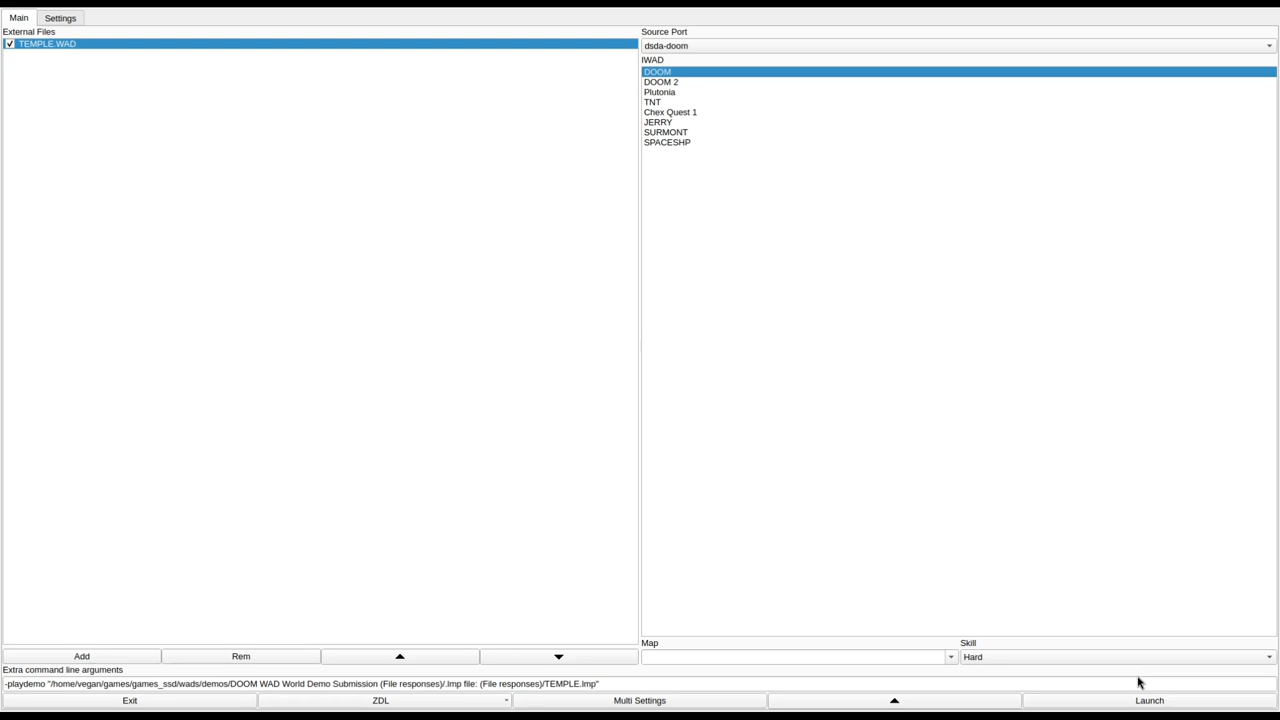 Main Settings
External Files
TEMPLE.WAD
Source Port
dsda-doom
IWAD
DOOM
DOOM 2
Plutonia
TNT
Chex Quest 1
JERRY
SURMONT
SPACESHP
Map Skill
Hard
Add Rem
Extra command line arguments
-playdemo "/home/vegan/games/games_ssd/wads/demos/DOOM WAD World Demo Submission (File responses)/.lmp file: (File responses)/TEMPLE.lmp"
Exit ZDL Multi Settings Launch